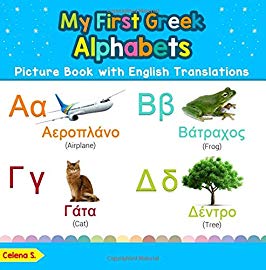 My First Greek
Alphabets
Picture Book with English Translations
Αα
Αεροπλάνο
(Airplane)
Ββ
Βάτραχος
(Frog)
Γγ
Γάτα
(Cat)
Δδ
Δέντρο
(Tree)
Celena S.